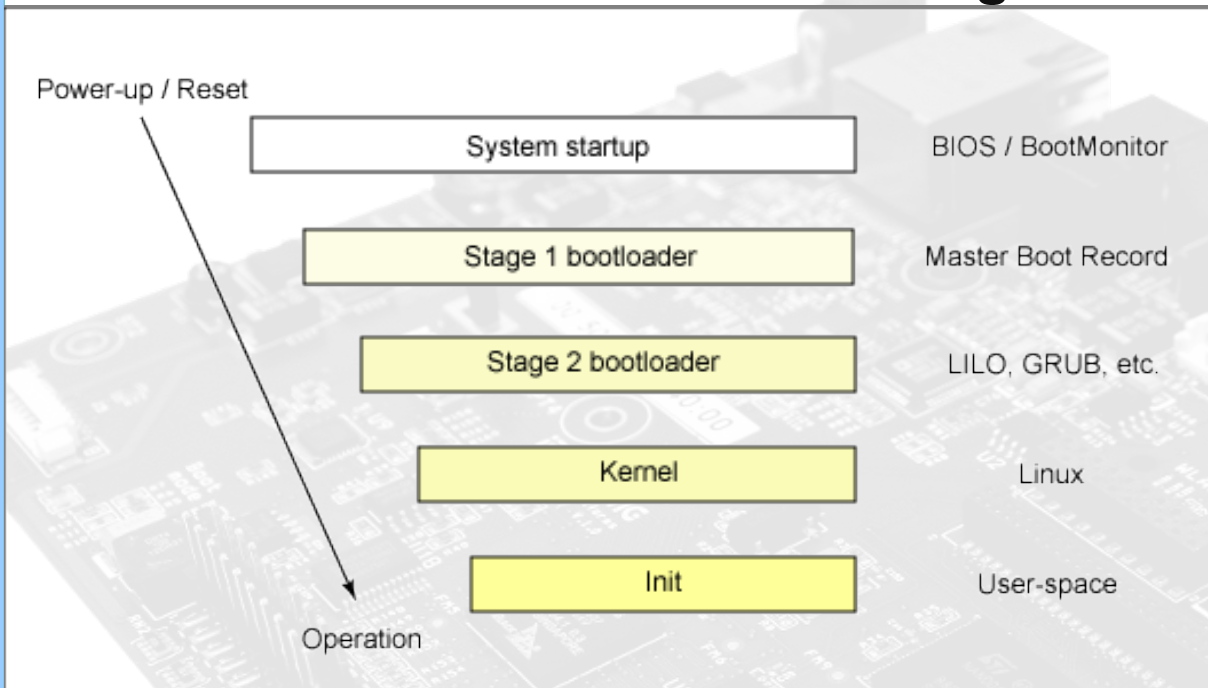 Power-up / Reset
System startup
BIOS / BootMonitor
Stage 1 bootloader
Master Boot Record
Stage 2 bootloader
LILO, GRUB, etc.
Kernel
Linux
Init
User-space
Operation